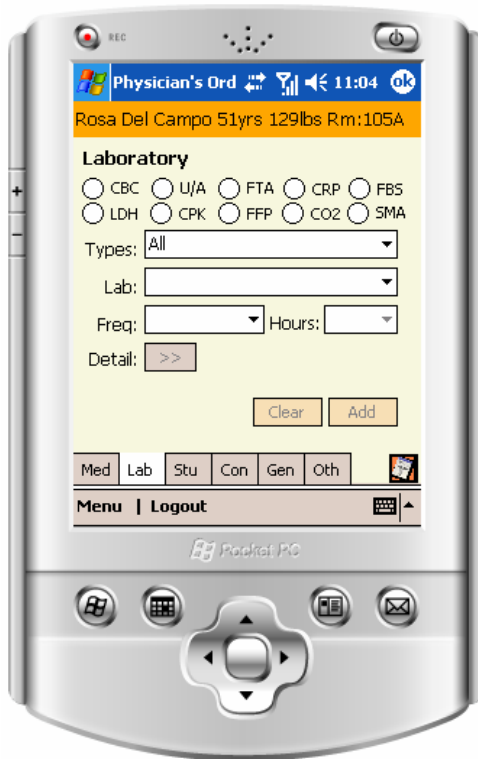 REC
Physician's Ord 11:04 ok
Rosa Del Campo 51yrs 129lbs Rm:105A
Laboratory
CBC U/A FTA CRP FBS
LDH CPK FFP CO2 SMA
Types: All
Lab:
Freq: Hours:
Detail: >>
Clear Add
Med Lab Stu Con Gen Oth
Menu | Logout
Pocket PC